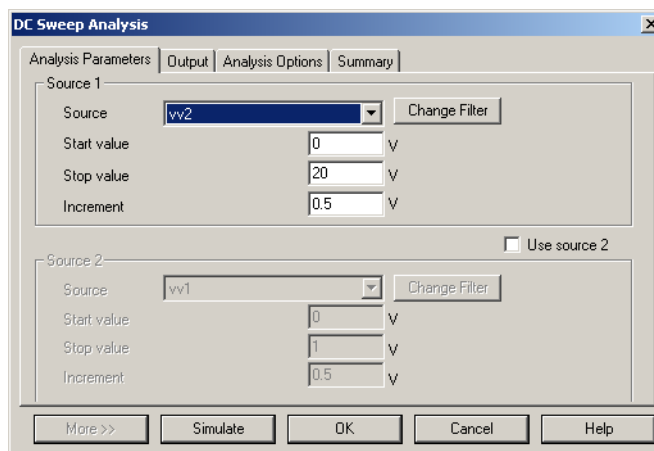 DC Sweep Analysis
Analysis Parameters Output Analysis Options Summary
Source 1
Source vv2 Change Filter
Start value 0 V
Stop value 20 V
Increment 0.5 V
Use source 2
Source 2
Source vv1 Change Filter
Start value 0 V
Stop value 1 V
Increment 0.5 V
More >> Simulate OK Cancel Help